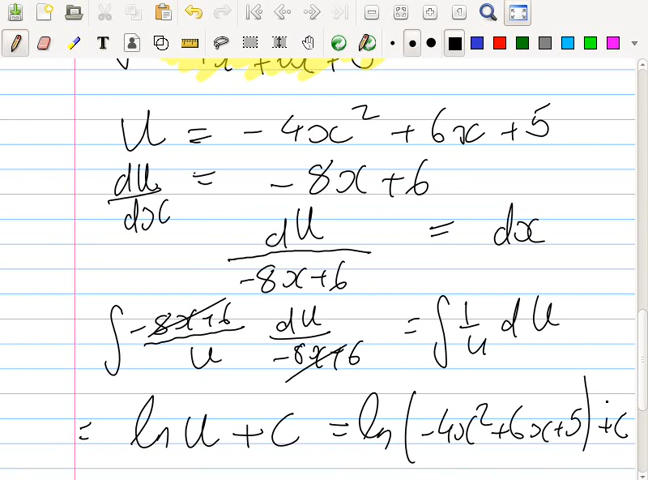 u = -4x² + 6x + 5
du/dx = -8x + 6
du/(-8x+6) = dx
∫ (-8x+6)/u du/(-8x+6) = ∫ 1/u du
= ln u + c = ln(-4x²+6x+5) + c